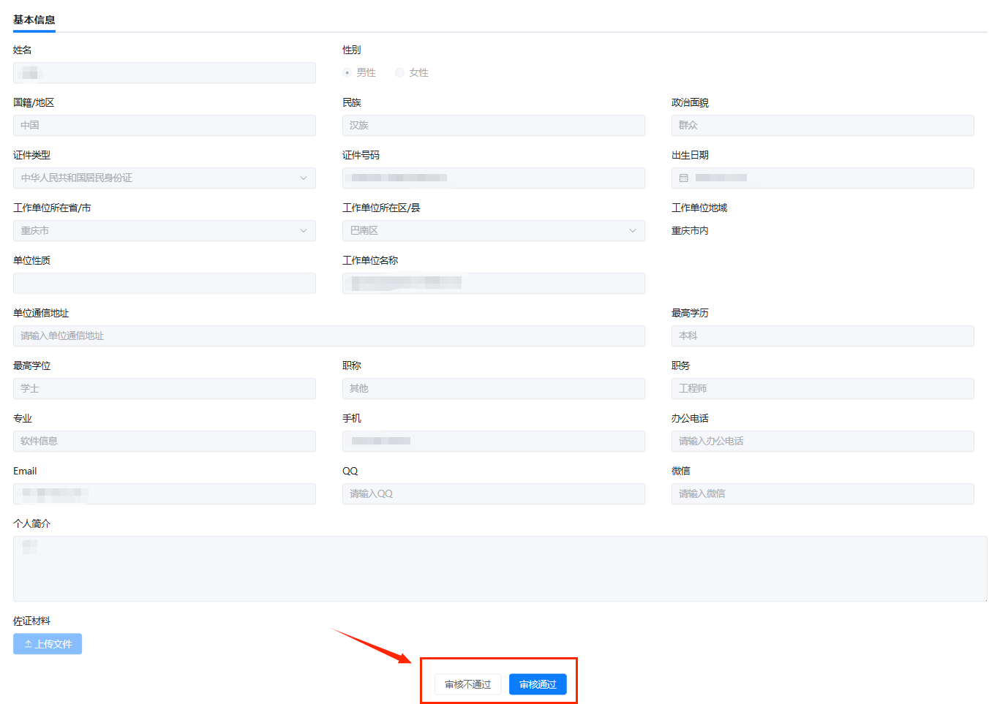 基本信息
姓名
性别
男性
女性
国籍/地区
民族
政治面貌
中国
汉族
群众
证件类型
证件号码
出生日期
中华人民共和国居民身份证
工作单位所在省/市
工作单位所在区/县
工作单位地域
重庆市
巴南区
重庆市内
单位性质
工作单位名称
单位通信地址
最高学历
请输入单位通信地址
本科
最高学位
职称
职务
学士
其他
工程师
专业
手机
办公电话
软件信息
请输入办公电话
Email
QQ
微信
请输入QQ
请输入微信
个人简介
佐证材料
上传文件
审核不通过
审核通过